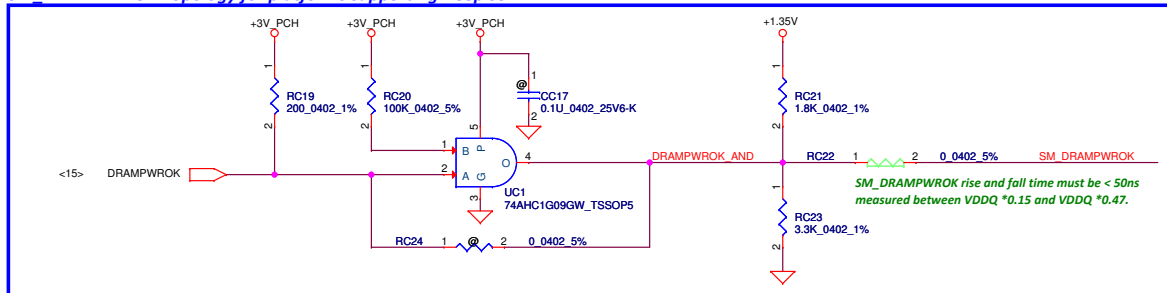 +3V_PCH
+3V_PCH
+3V_PCH
+1.35V
1
RC19
200_0402_1%
2
1
RC20
100K_0402_5%
2
@
1
CC17
0.1U_0402_25V6-K
2
1
RC21
1.8K_0402_1%
2
5
1
B
P
O
4
DRAMPWROK_AND
RC22
1
2
0_0402_5%
SM_DRAMPWROK
<15>
DRAMPWROK
2
A
G
3
UC1
74AHC1G09GW_TSSOP5
SM_DRAMPWROK rise and fall time must be < 50ns
measured between VDDQ *0.15 and VDDQ *0.47.
1
RC23
3.3K_0402_1%
2
RC24
1
@
2
0_0402_5%